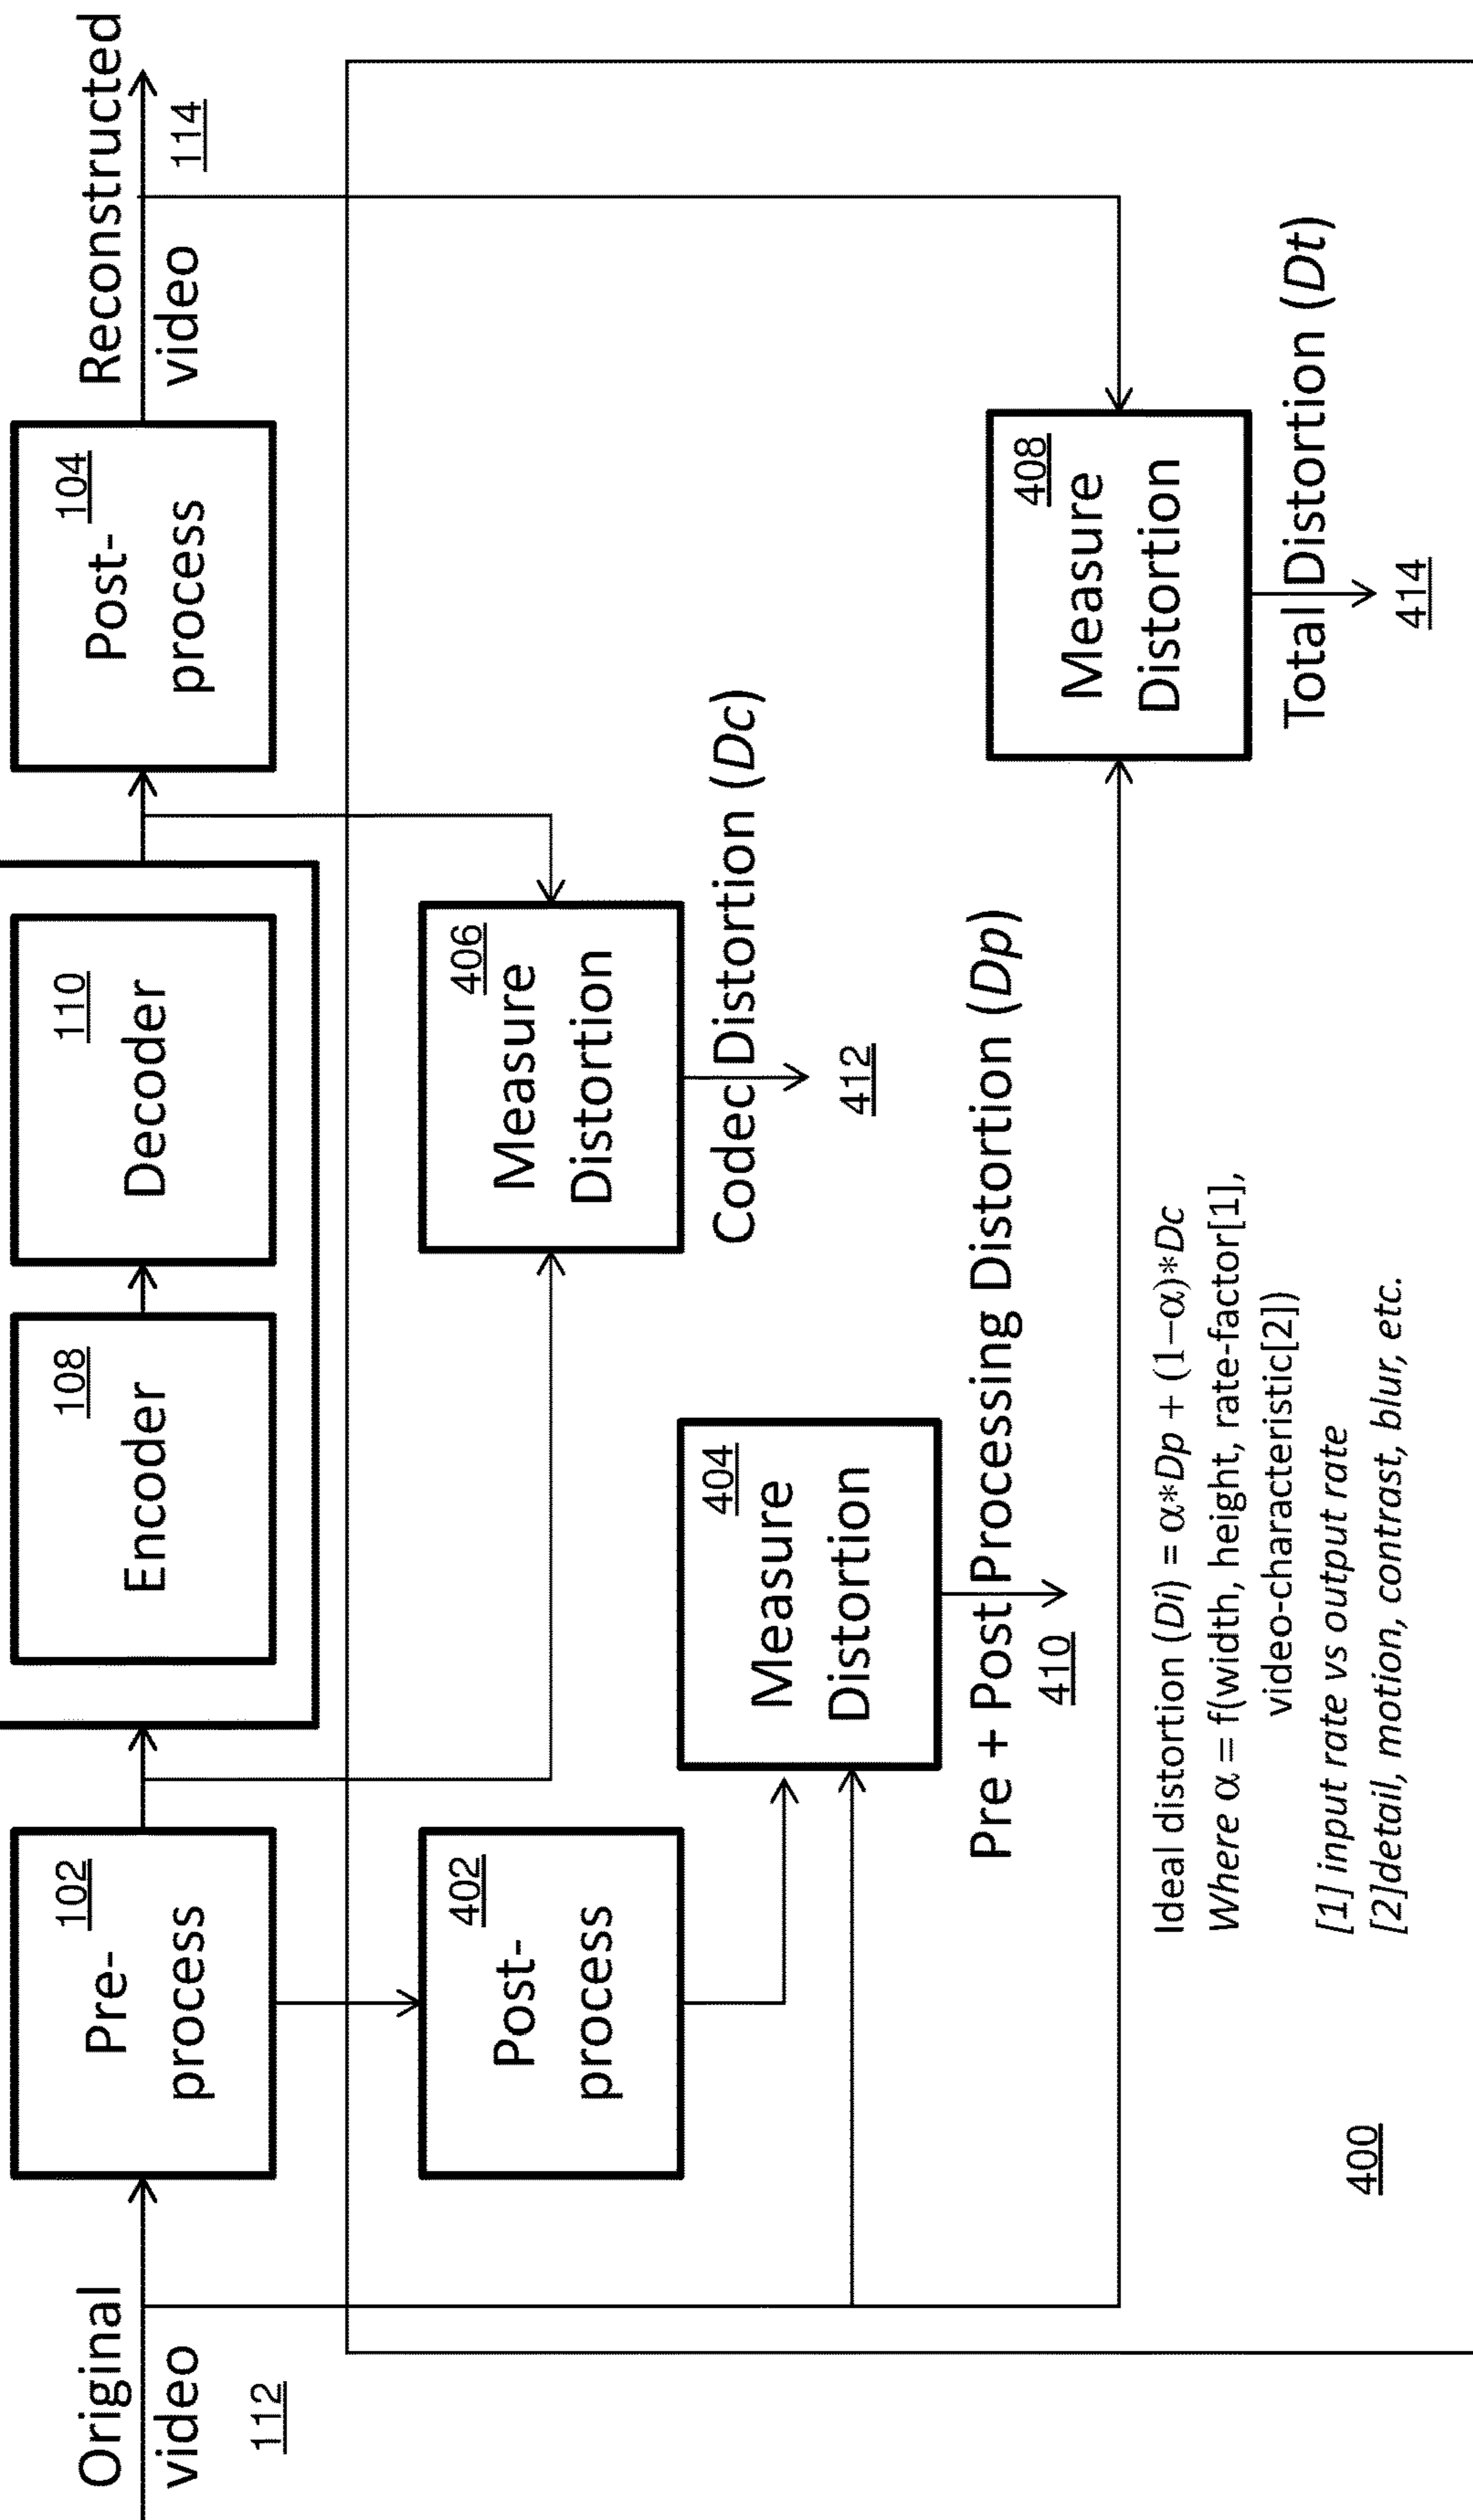 Original
video
112
102
Pre-
process
108
Encoder
110
Decoder
104
Post-
process
Reconstructed
video
114
402
Post-
process
404
Measure
Distortion
406
Measure
Distortion
408
Measure
Distortion
Codec Distortion (Dc)
412
Pre + Post Processing Distortion (Dp)
410
Total Distortion (Dt)
414
Ideal distortion (Di) = α*Dp + (1−α)*Dc
Where α = f(width, height, rate-factor[1],
video-characteristic[2])
[1] input rate vs output rate
[2]detail, motion, contrast, blur, etc.
400